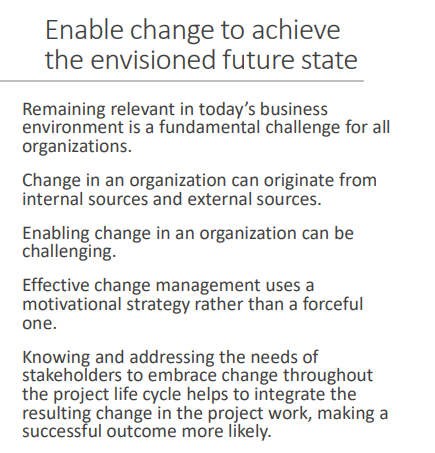 Enable change to achieve
the envisioned future state
Remaining relevant in today’s business
environment is a fundamental challenge for all
organizations.
Change in an organization can originate from
internal sources and external sources.
Enabling change in an organization can be
challenging.
Effective change management uses a
motivational strategy rather than a forceful
one.
Knowing and addressing the needs of
stakeholders to embrace change throughout
the project life cycle helps to integrate the
resulting change in the project work, making a
successful outcome more likely.